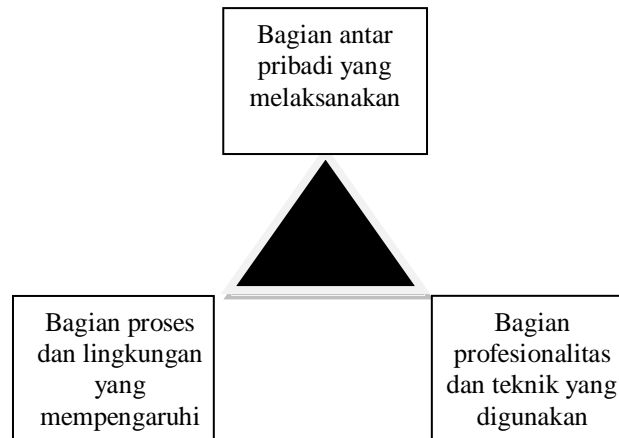 Bagian antar
pribadi yang
melaksanakan
Bagian proses
dan lingkungan
yang
mempengaruhi
Bagian
profesionalitas
dan teknik yang
digunakan